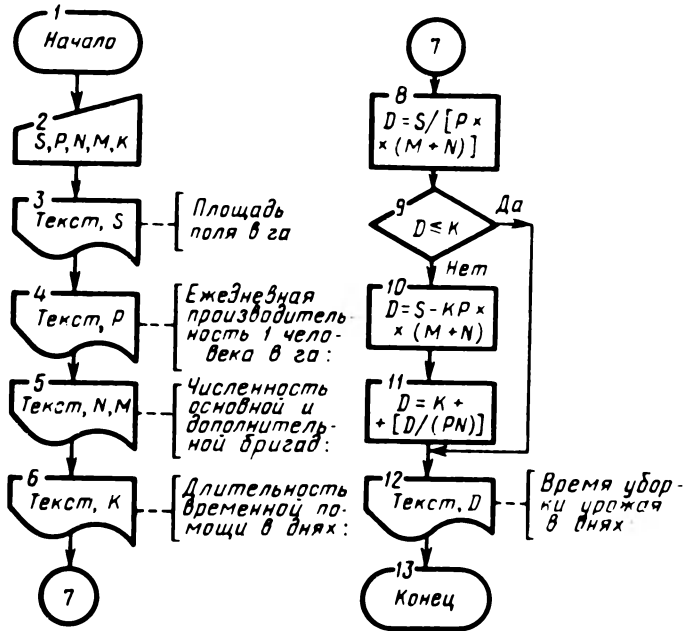 1
Начало
2
S, P, N, M, K
3
Текст, S
Площадь
поля в га
4
Текст, P
Ежедневная
производитель-
ность 1 чело-
века в га:
5
Текст, N, M
Численность
основной и
дополнитель-
ной бригад:
6
Текст, K
Длительность
временной по-
мощи в днях:
7
7
8
D = S/[P ×
× (M + N)]
9
D ≤ K
Да
Нет
10
D = S - KP ×
× (M + N)
11
D = K +
+ [D/(PN)]
12
Текст, D
Время убор-
ки урожая
в днях
13
Конец